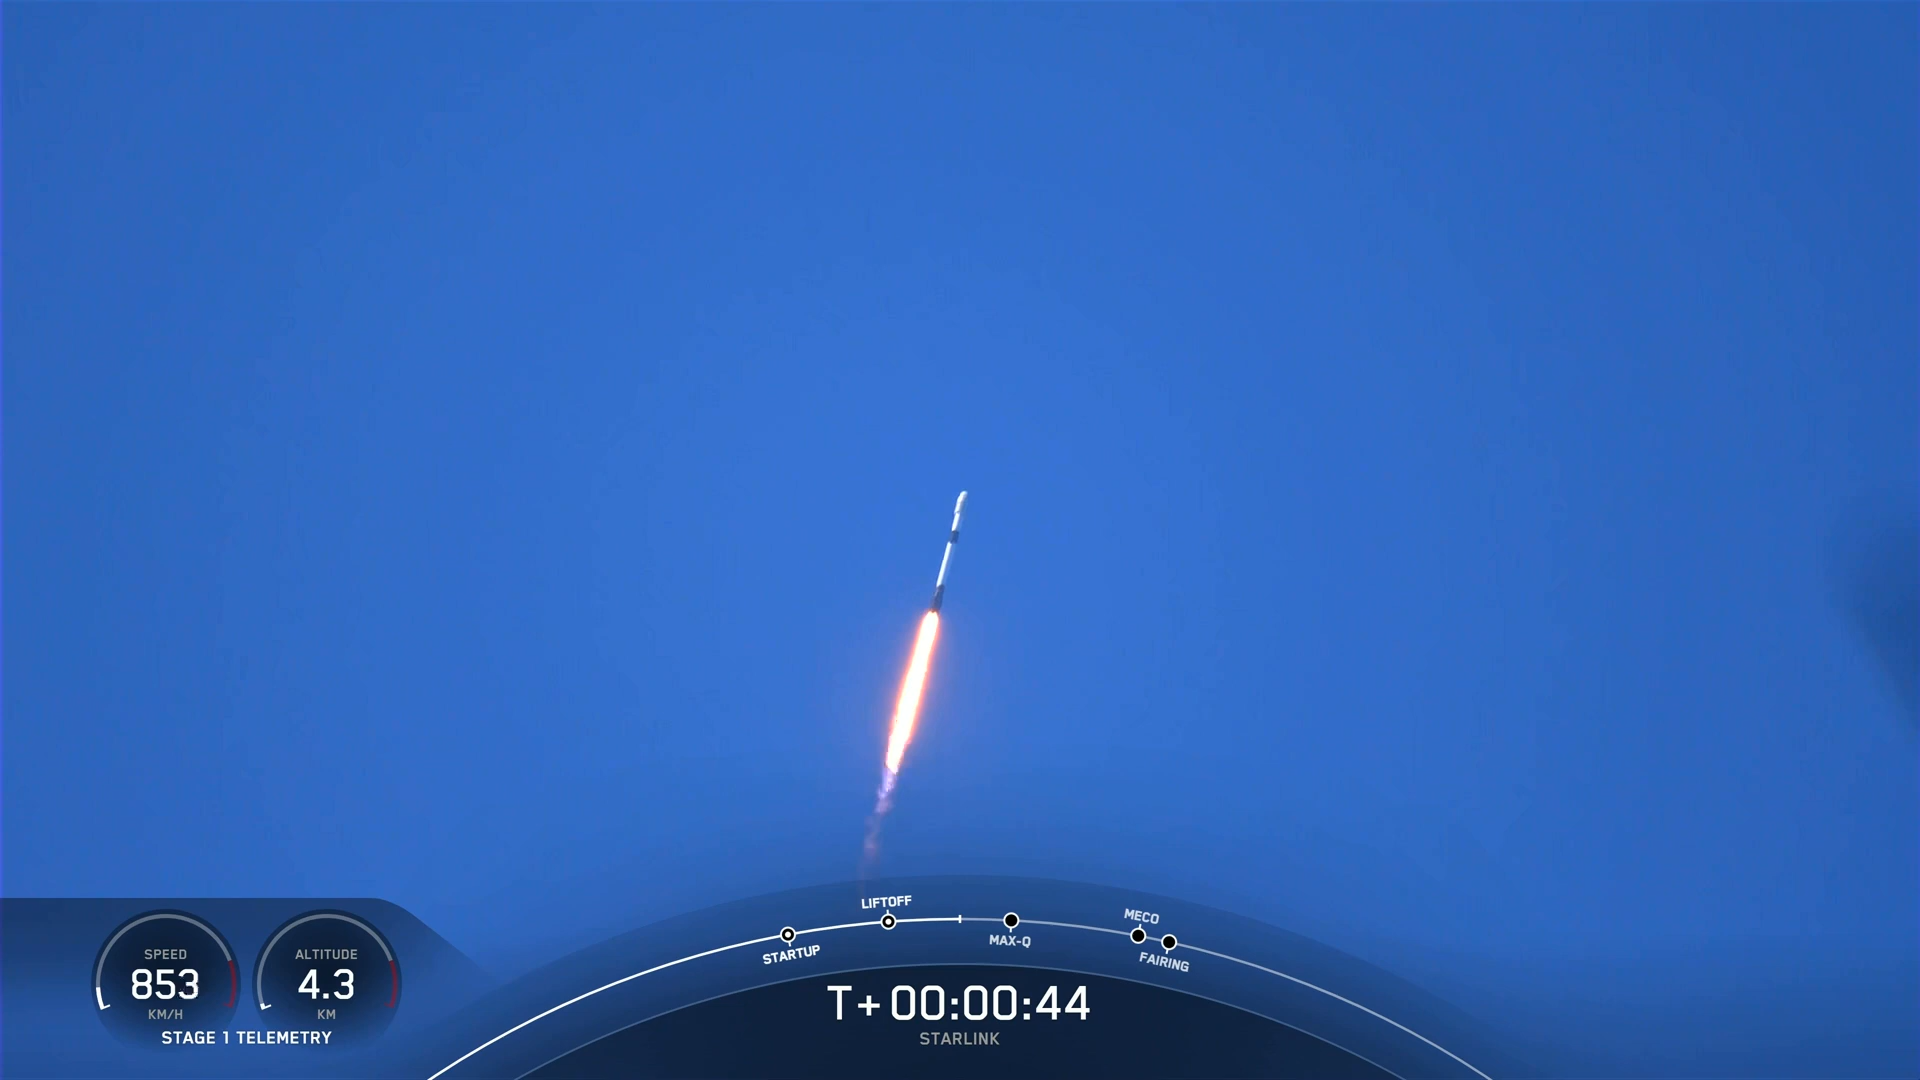 LIFTOFF
STARTUP
MAX-Q
MECO
FAIRING
SPEED
853
KM/H
ALTITUDE
4.3
KM
STAGE 1 TELEMETRY
T+00:00:44
STARLINK